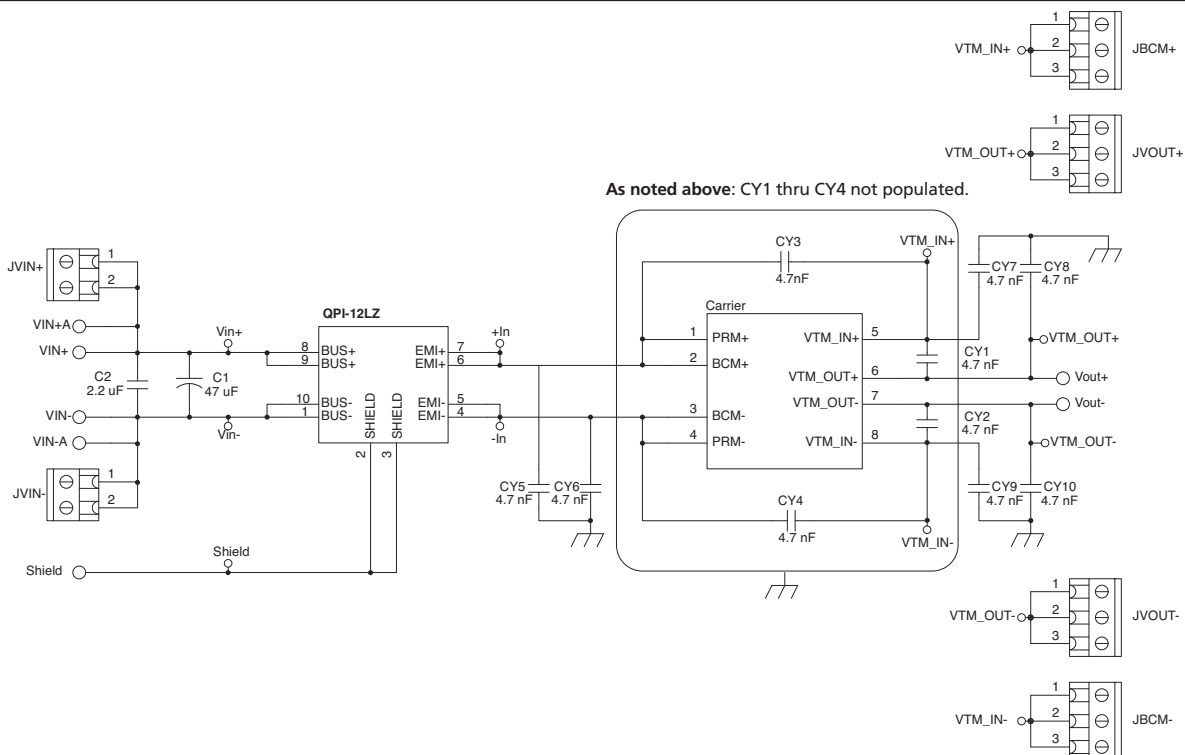 1
VTM_IN+
2
JBCM+
3
1
VTM_OUT+
2
JVOUT+
3
As noted above: CY1 thru CY4 not populated.
JVIN+
1
2
VIN+A
VIN+
Vin+
C2
2.2 uF
C1
47 uF
VIN-
Vin-
VIN-A
JVIN-
1
2
Shield
Shield
QPI-12LZ
8
BUS+
9
BUS+
10
BUS-
1
BUS-
EMI+
7
EMI+
6
EMI-
5
EMI-
4
SHIELD
SHIELD
2
3
+In
-In
CY5
4.7 nF
CY6
4.7 nF
CY3
4.7nF
VTM_IN+
Carrier
1
PRM+
2
BCM+
3
BCM-
4
PRM-
VTM_IN+
5
VTM_OUT+
6
VTM_OUT-
7
VTM_IN-
8
CY1
4.7 nF
CY2
4.7 nF
CY4
4.7 nF
VTM_IN-
CY7
4.7 nF
CY8
4.7 nF
VTM_OUT+
Vout+
Vout-
VTM_OUT-
CY9
4.7 nF
CY10
4.7 nF
1
VTM_OUT-
2
JVOUT-
3
1
VTM_IN-
2
JBCM-
3